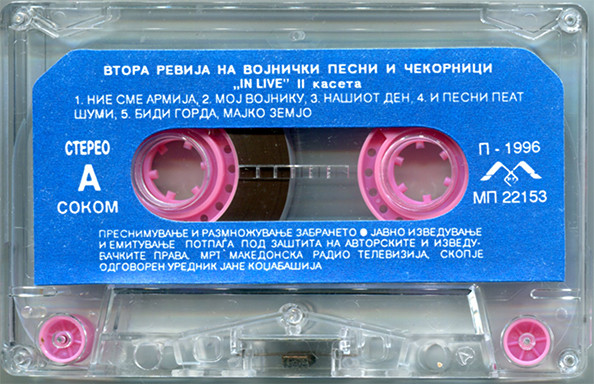 ВТОРА РЕВИЈА НА ВОЈНИЧКИ ПЕСНИ И ЧЕКОРНИЦИ
„IN LIVE” II касета
1. НИЕ СМЕ АРМИЈА, 2. МОЈ ВОЈНИКУ, 3. НАШИОТ ДЕН, 4. И ПЕСНИ ПЕАТ
ШУМИ, 5. БИДИ ГОРДА, МАЈКО ЗЕМЈО
СТЕРЕО
А
СОКОМ
П - 1996
МП 22153
ПРЕСНИМУВАЊЕ И РАЗМНОЖУВАЊЕ ЗАБРАНЕТО ● ЈАВНО ИЗВЕДУВАЊЕ
И ЕМИТУВАЊЕ ПОТПАЃА ПОД ЗАШТИТА НА АВТОРСКИТЕ И ИЗВЕДУ-
ВАЧКИТЕ ПРАВА. МРТ МАКЕДОНСКА РАДИО ТЕЛЕВИЗИЈА, СКОПЈЕ
ОДГОВОРЕН УРЕДНИК ЈАНЕ КОЏАБАШИЈА